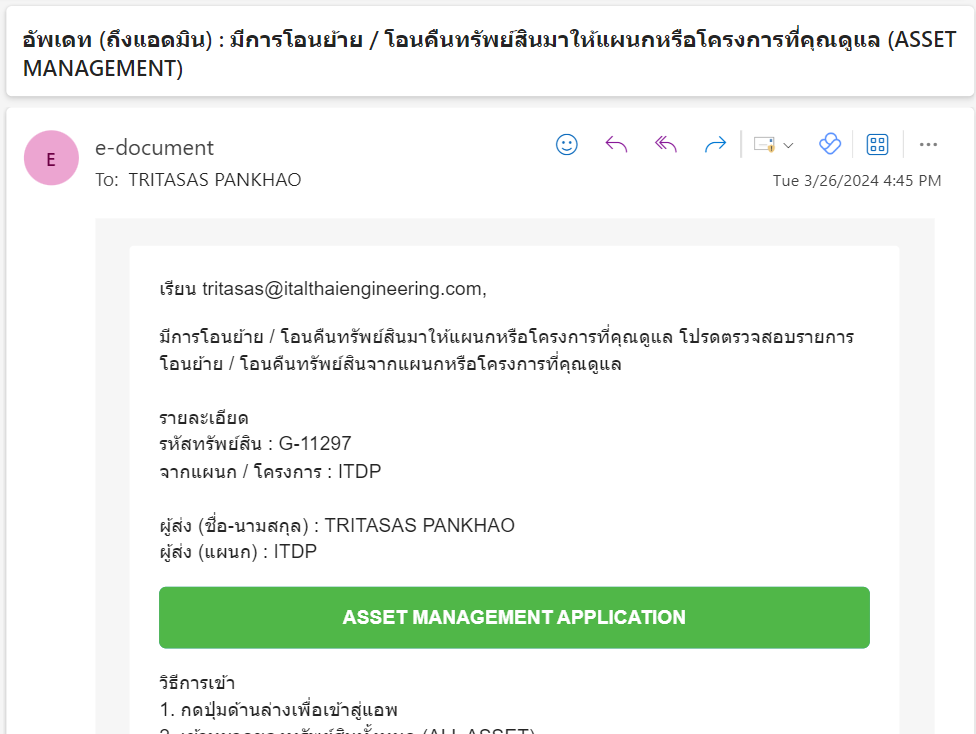 อัพเดท (ถึงแอดมิน) : มีการโอนย้าย / โอนคืนทรัพย์สินมาให้แผนกหรือโครงการที่คุณดูแล (ASSET
MANAGEMENT)
E
e-document
To: TRITASAS PANKHAO
Tue 3/26/2024 4:45 PM
เรียน tritasas@italthaiengineering.com,
มีการโอนย้าย / โอนคืนทรัพย์สินมาให้แผนกหรือโครงการที่คุณดูแล โปรดตรวจสอบรายการ
โอนย้าย / โอนคืนทรัพย์สินจากแผนกหรือโครงการที่คุณดูแล
รายละเอียด
รหัสทรัพย์สิน : G-11297
จากแผนก / โครงการ : ITDP
ผู้ส่ง (ชื่อ-นามสกุล) : TRITASAS PANKHAO
ผู้ส่ง (แผนก) : ITDP
ASSET MANAGEMENT APPLICATION
วิธีการเข้า
1. กดปุ่มด้านล่างเพื่อเข้าสู่แอพ
(ALL ASSET)